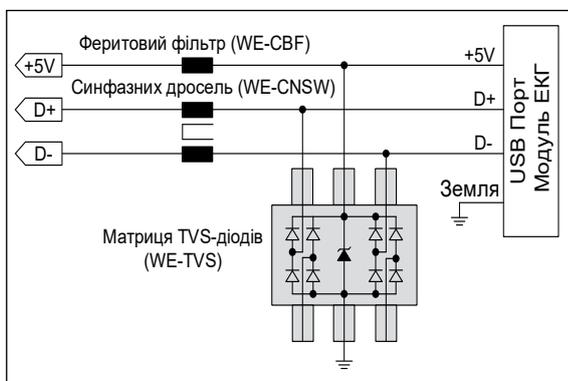 Феритовий фільтр (WE-CBF)
+5V
+5V
Синфазних дросель (WE-CNSW)
D+
D+
D-
D-
Земля
USB Порт
Модуль ЕКГ
Матриця TVS-діодів
(WE-TVS)